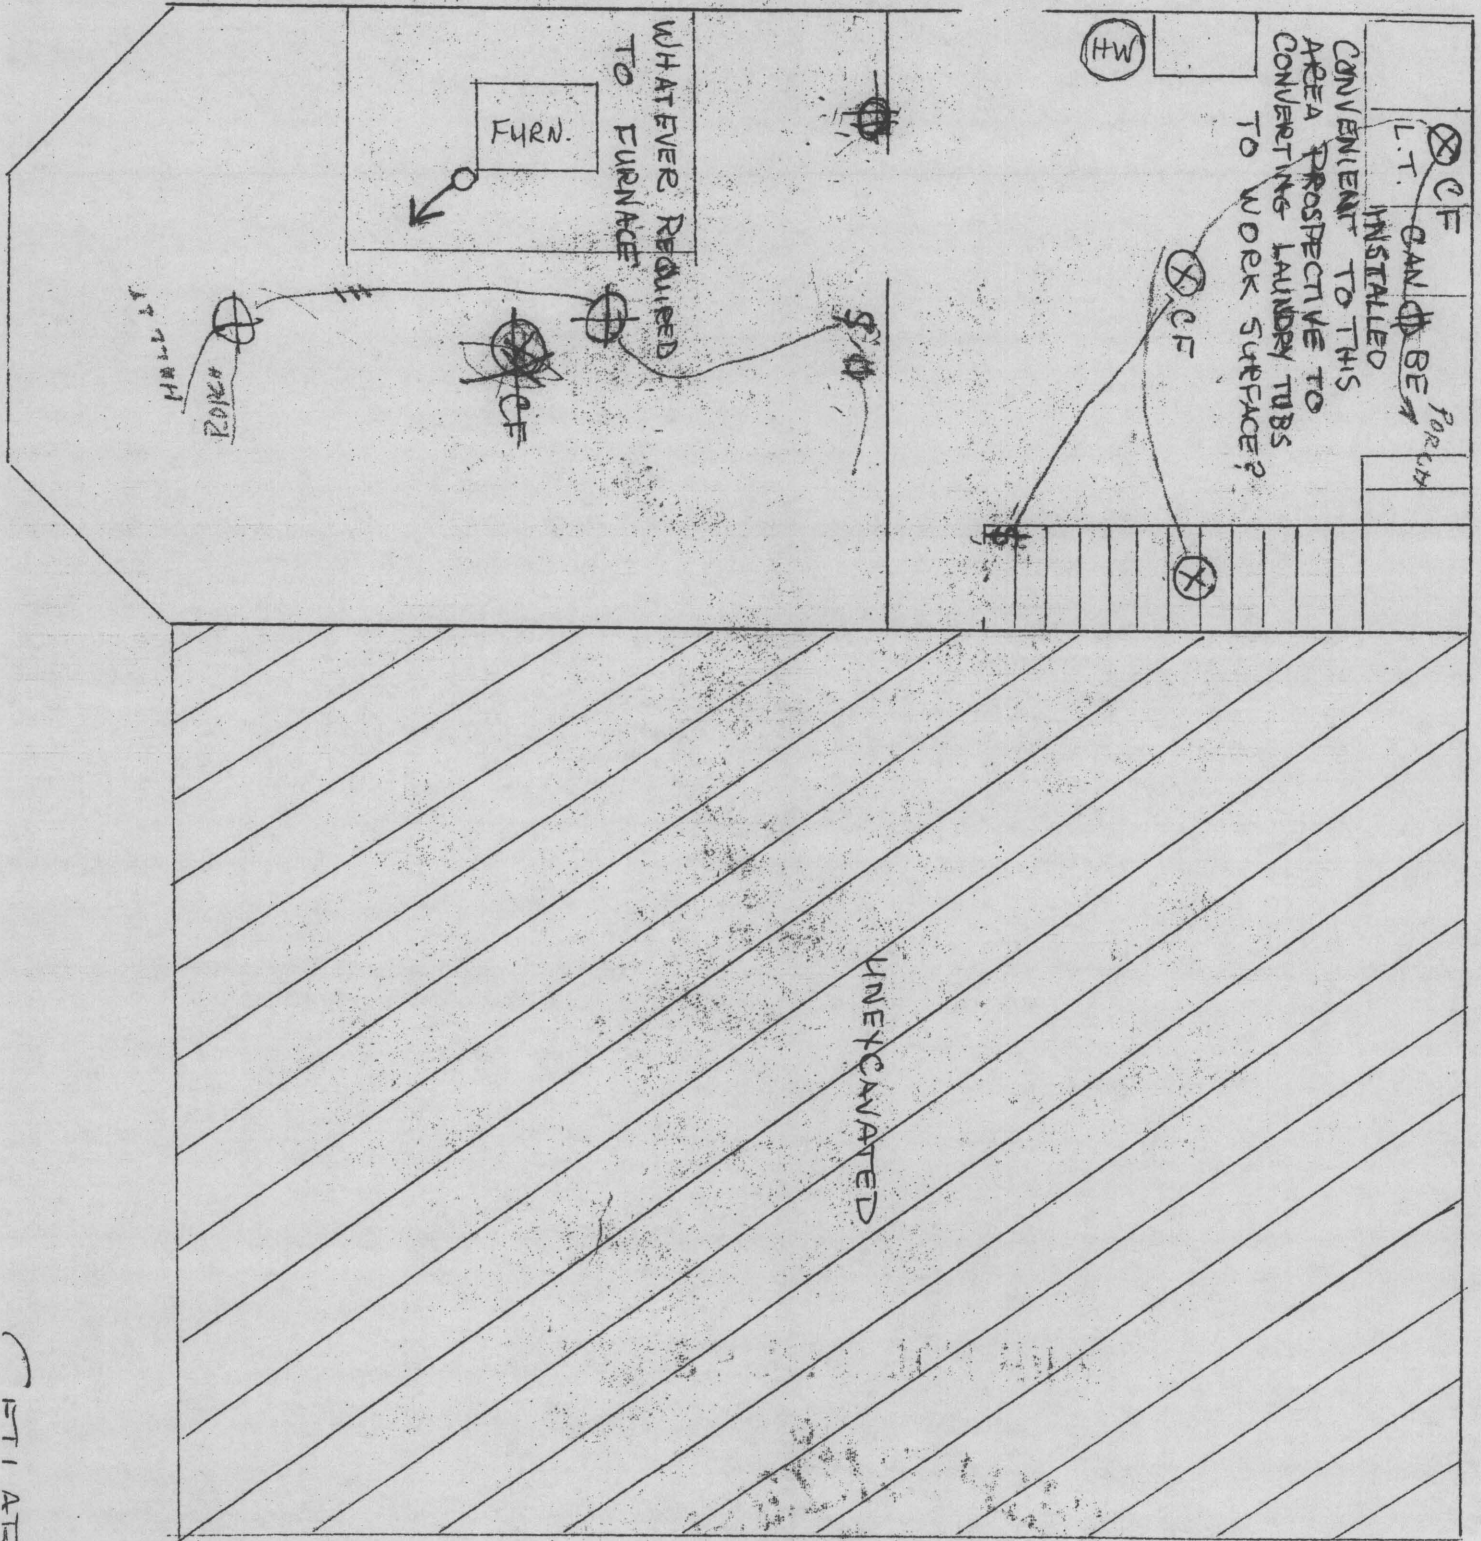 PORCH
CF
L.T. CAN BE
INSTALLED
CONVENIENT TO THIS
AREA PROSPECTIVE TO
CONVERTING LAUNDRY TUBS
TO WORK SURFACE?
CF
HW
WHATEVER REQUIRED
TO FURNACE
FURN.
CF
PORCH
UNEXCAVATED